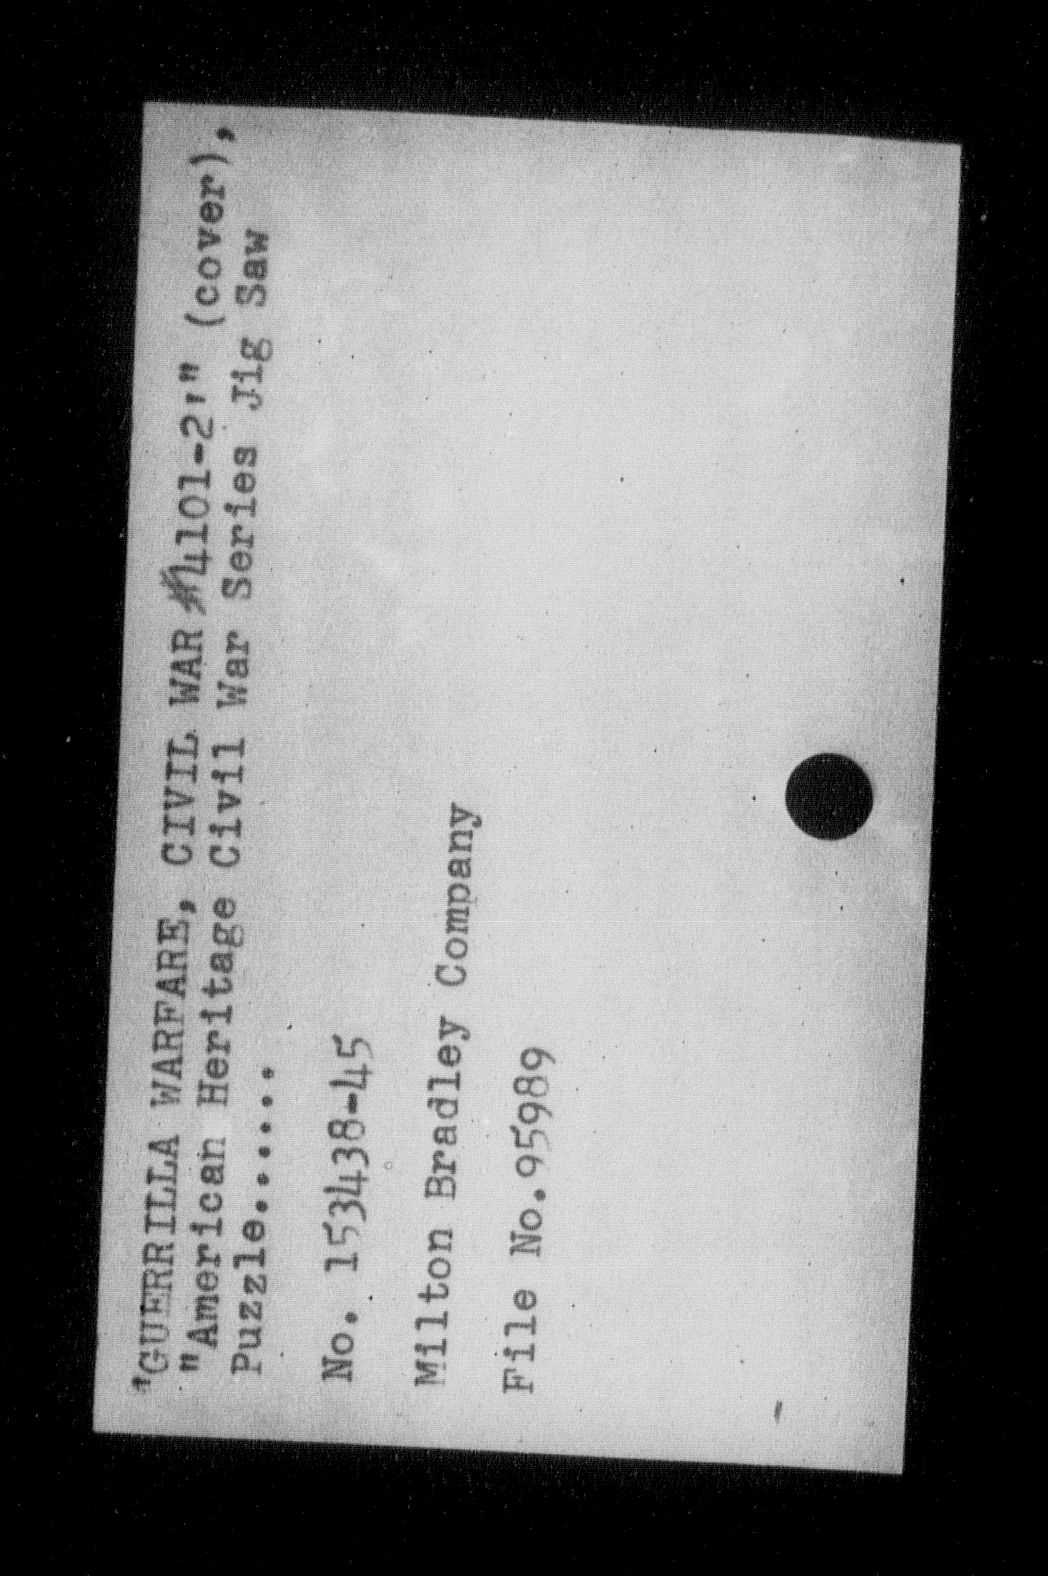 'GUERRILLA WARFARE, CIVIL WAR #4101-2'" (cover),
"American Heritage Civil War Series Jig Saw
Puzzle.......
No. 153438-45
Milton Bradley Company
File No.95989